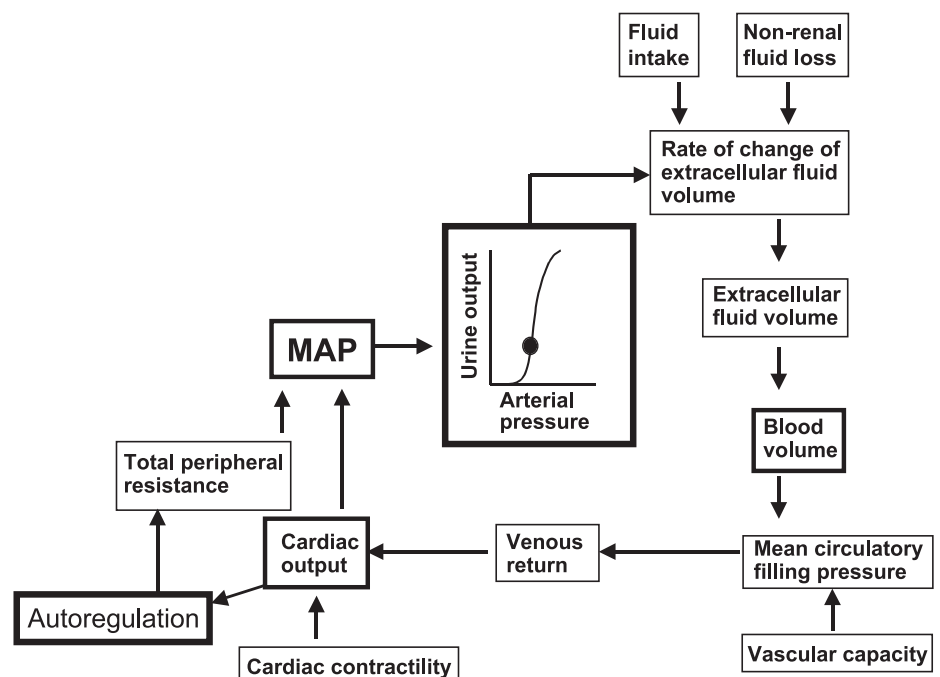 Fluid
intake
Non-renal
fluid loss
Rate of change of
extracellular fluid
volume
Urine output
Arterial
pressure
Extracellular
fluid volume
MAP
Blood
volume
Total peripheral
resistance
Cardiac
output
Venous
return
Mean circulatory
filling pressure
Autoregulation
Cardiac contractility
Vascular capacity